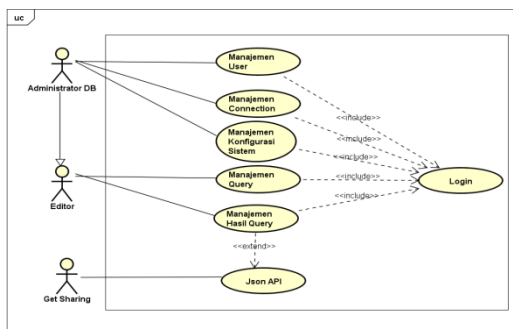 uc
Administrator DB
Editor
Get Sharing
Manajemen
User
Manajemen
Connection
Manajemen
Konfigurasi
Sistem
Manajemen
Query
Manajemen
Hasil Query
Json API
Login
<<include>>
<<include>>
<<include>>
<<include>>
<<include>>
<<extend>>